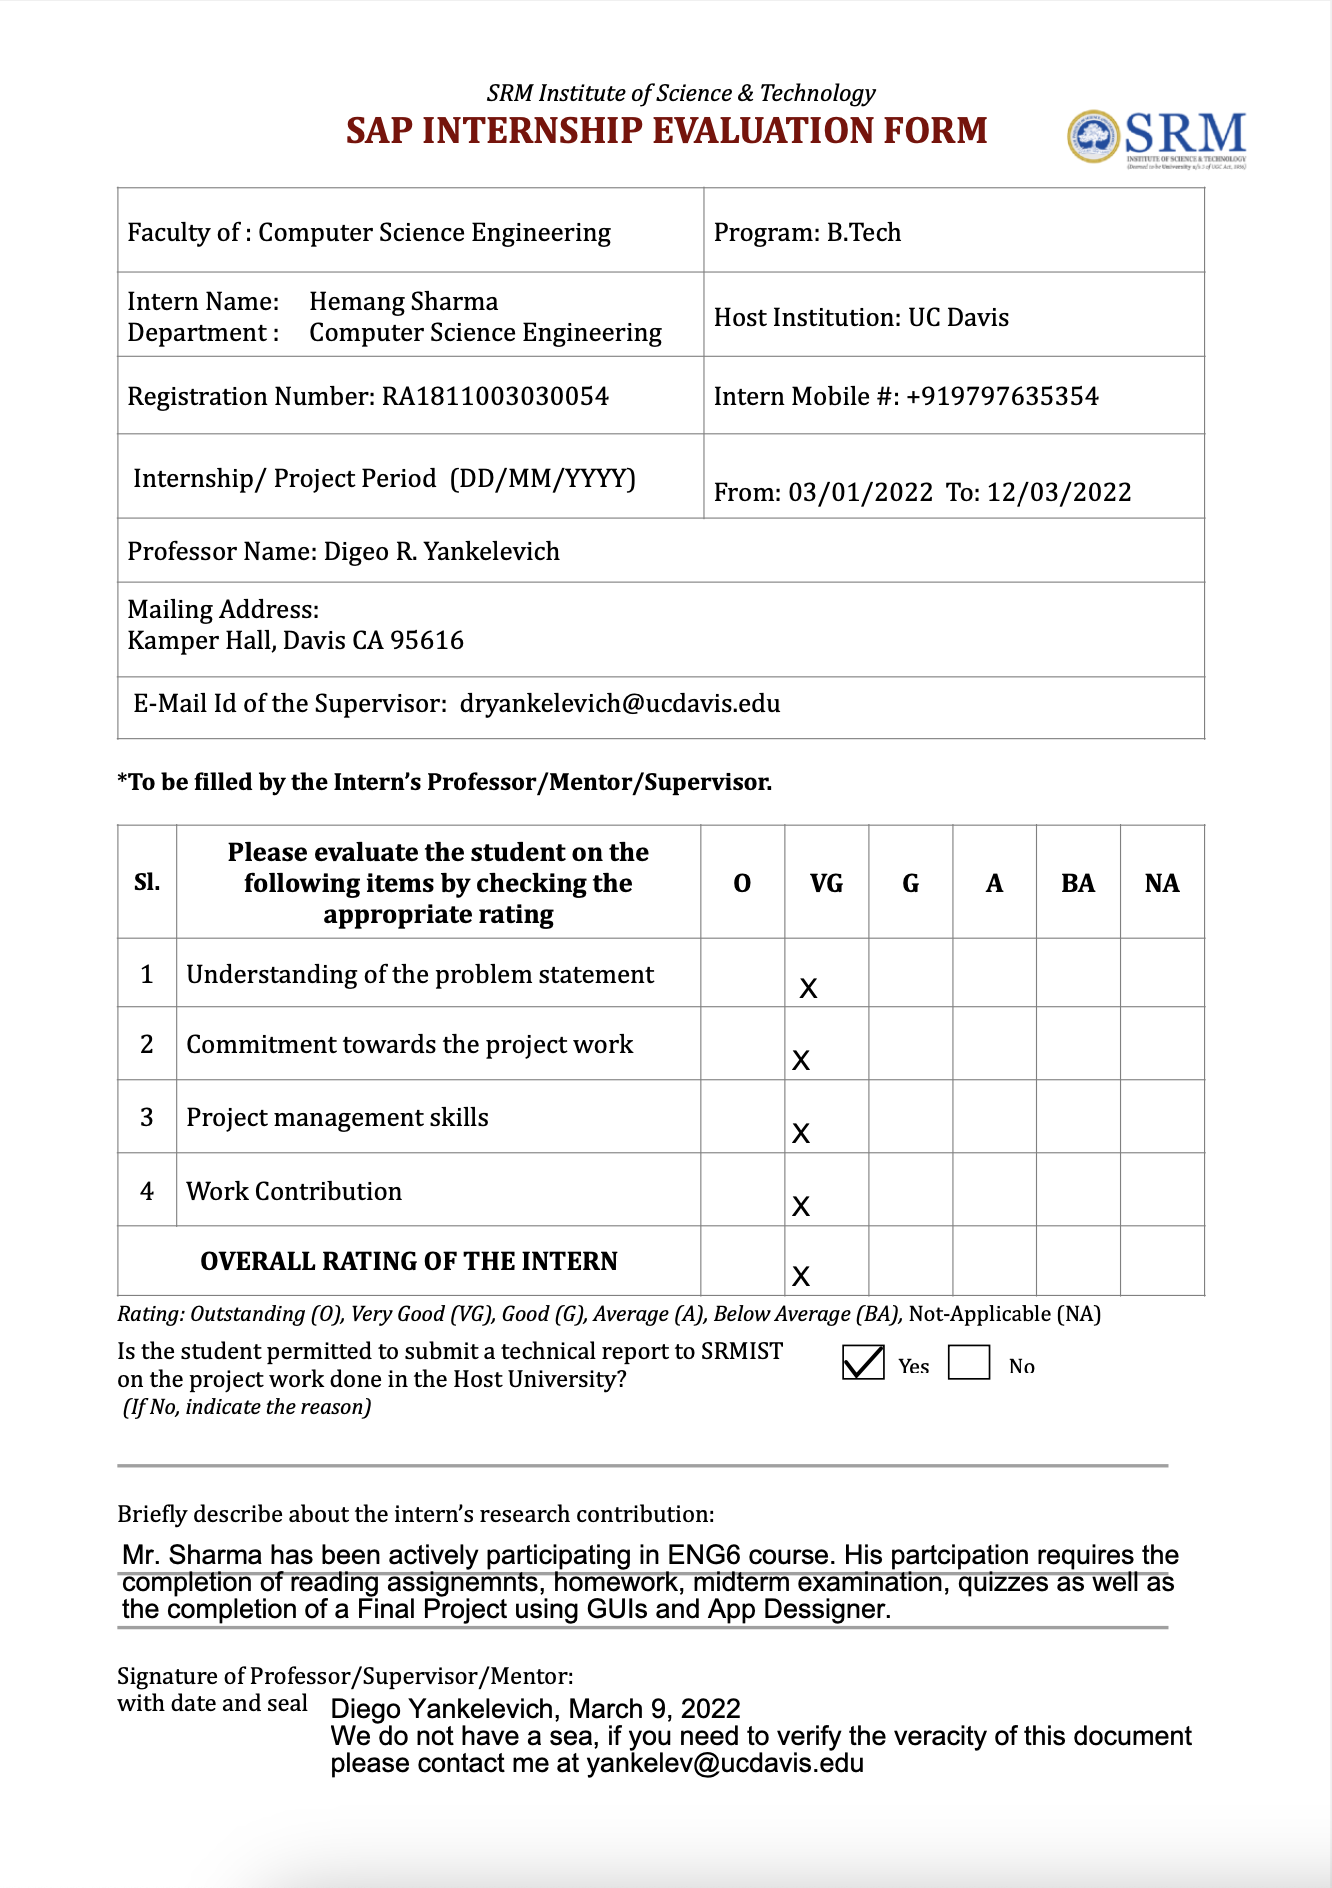 SRM Institute of Science & Technology
SAP INTERNSHIP EVALUATION FORM
SRM
INSTITUTE OF SCIENCE & TECHNOLOGY
(Deemed to be University u/s 3 of UGC Act, 1956)
Faculty of : Computer Science Engineering
Program: B.Tech
Intern Name: Hemang Sharma
Department : Computer Science Engineering
Host Institution: UC Davis
Registration Number: RA1811003030054
Intern Mobile #: +919797635354
Internship/ Project Period (DD/MM/YYYY)
From: 03/01/2022 To: 12/03/2022
Professor Name: Digeo R. Yankelevich
Mailing Address:
Kamper Hall, Davis CA 95616
E-Mail Id of the Supervisor: dryankelevich@ucdavis.edu
*To be filled by the Intern’s Professor/Mentor/Supervisor.
Sl. Please evaluate the student on the following items by checking the appropriate rating O VG G A BA NA
1 Understanding of the problem statement X
2 Commitment towards the project work X
3 Project management skills X
4 Work Contribution X
OVERALL RATING OF THE INTERN X
Rating: Outstanding (O), Very Good (VG), Good (G), Average (A), Below Average (BA), Not-Applicable (NA)
Is the student permitted to submit a technical report to SRMIST
on the project work done in the Host University?
Yes No
(If No, indicate the reason)
Briefly describe about the intern’s research contribution:
Mr. Sharma has been actively participating in ENG6 course. His partcipation requires the
completion of reading assignemnts, homework, midterm examination, quizzes as well as
the completion of a Final Project using GUIs and App Dessigner.
Signature of Professor/Supervisor/Mentor:
with date and seal
Diego Yankelevich, March 9, 2022
We do not have a sea, if you need to verify the veracity of this document
please contact me at yankelev@ucdavis.edu